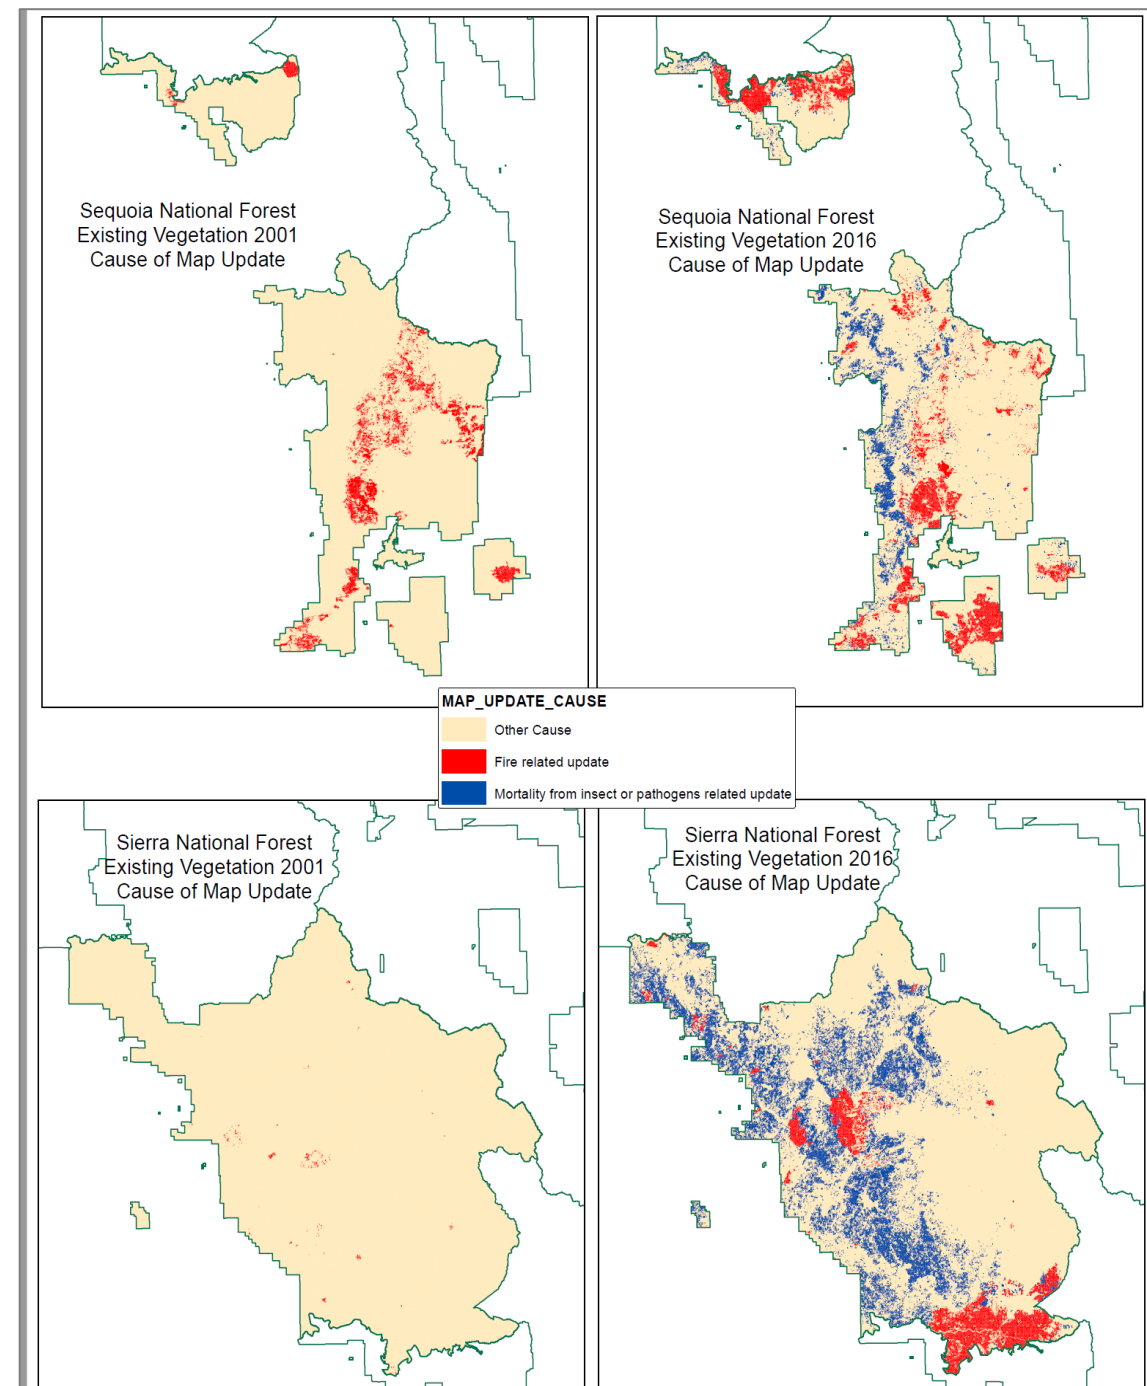 Sequoia National Forest
Existing Vegetation 2001
Cause of Map Update
Sequoia National Forest
Existing Vegetation 2016
Cause of Map Update
MAP_UPDATE_CAUSE
Other Cause
Fire related update
Mortality from insect or pathogens related update
Sierra National Forest
Existing Vegetation 2001
Cause of Map Update
Sierra National Forest
Existing Vegetation 2016
Cause of Map Update